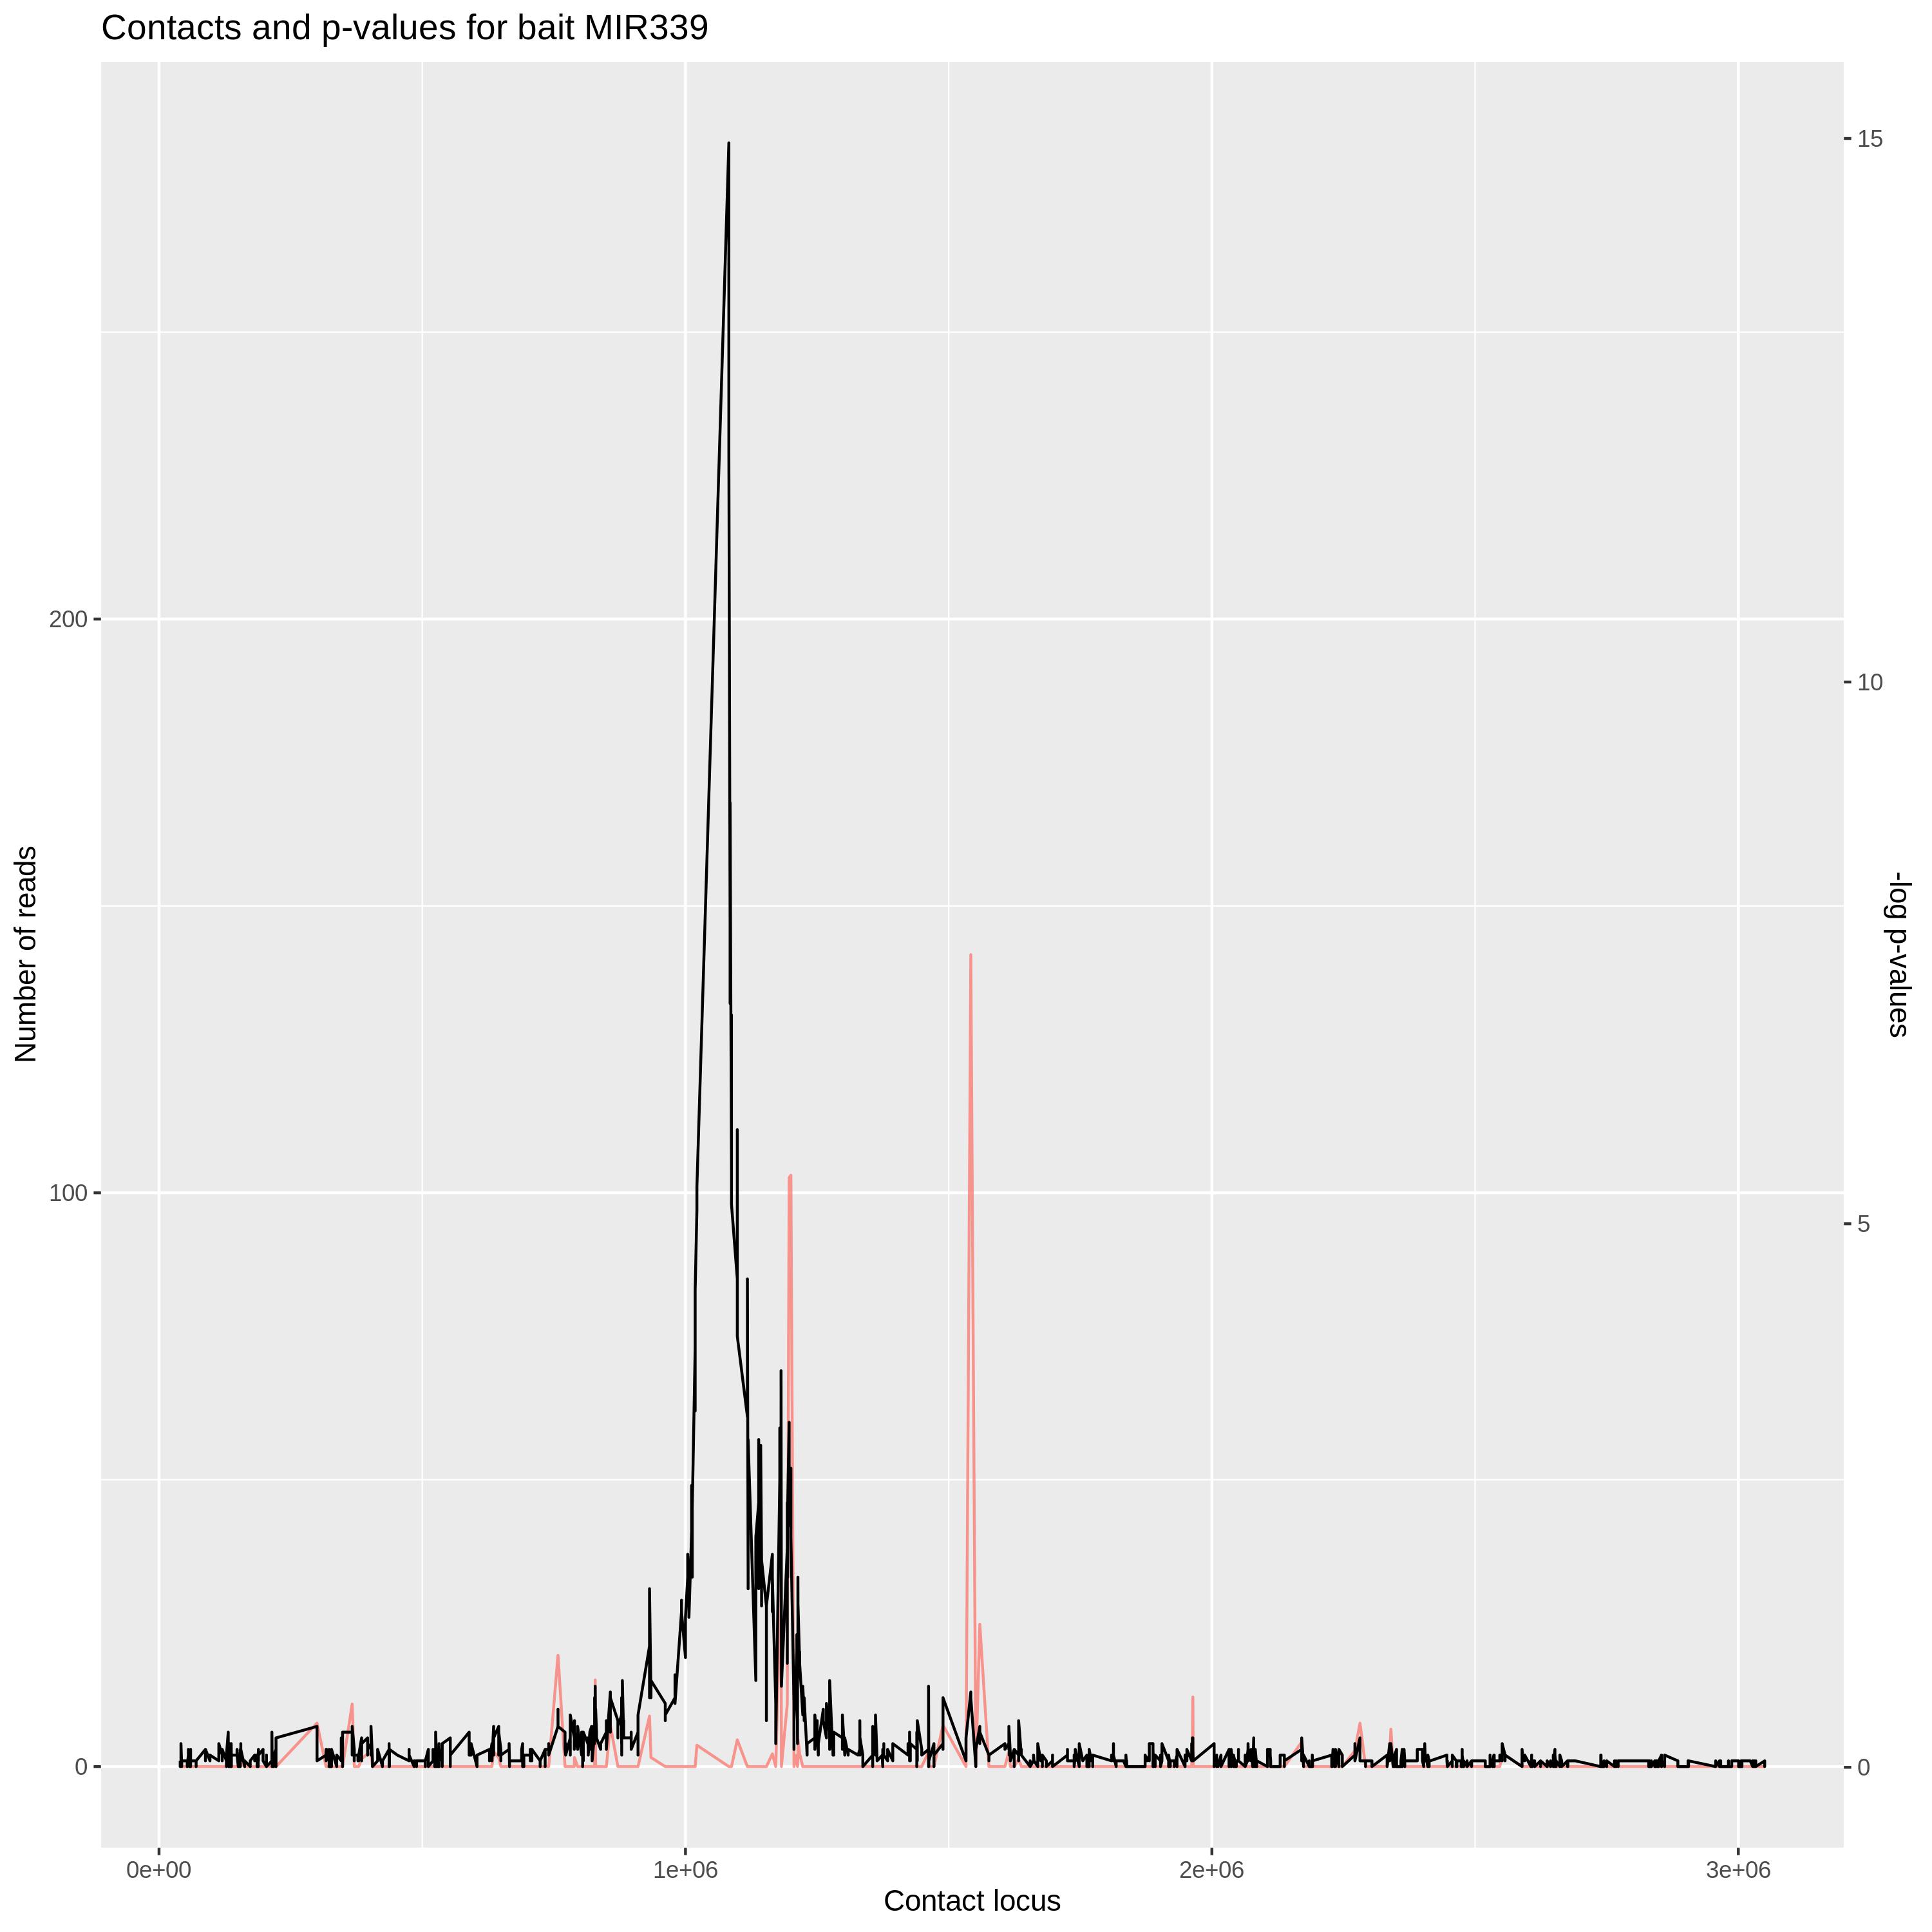 Contacts and p-values for bait MIR339
15
200
10
Number of reads
-log p-values
5
100
0
0
0e+00
1e+06
2e+06
3e+06
Contact locus